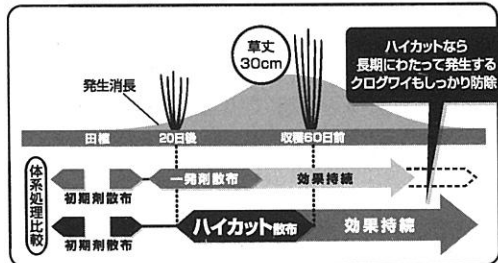 草丈
30cm
ハイカットなら
長期にわたって発生する
クログワイもしっかり防除
発生消長
田植
20日後
収穫60日前
体系処理比較
初期剤散布
一発剤散布
効果持続
初期剤散布
ハイカット散布
効果持続